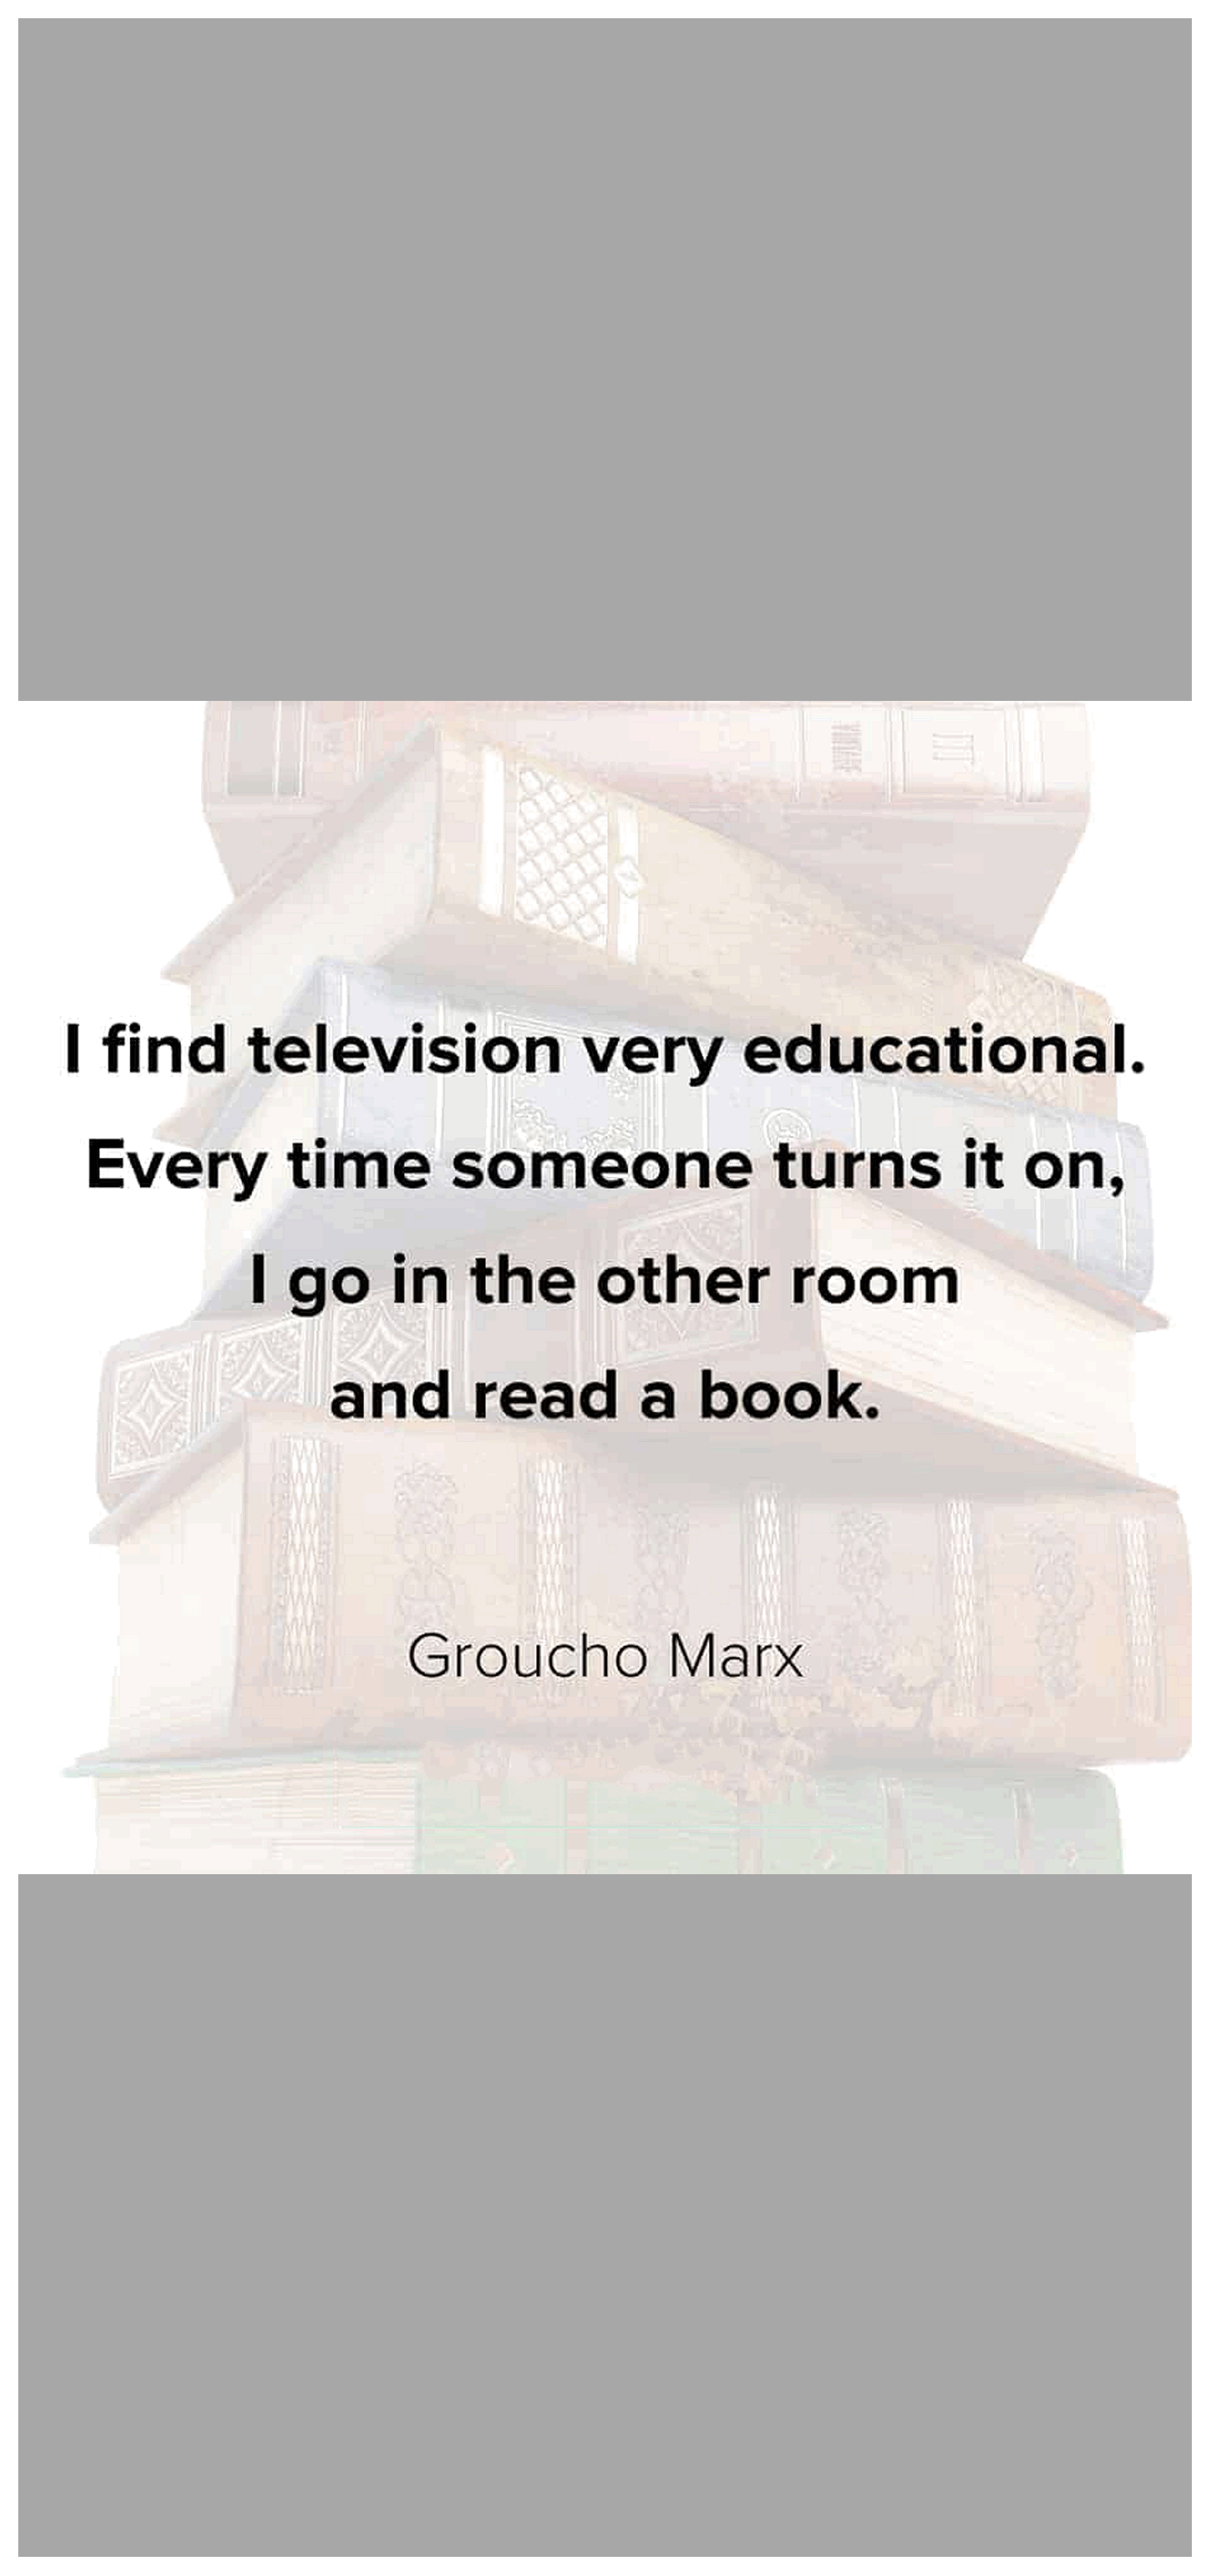 I find television very educational.
Every time someone turns it on,
I go in the other room
and read a book.
Groucho Marx